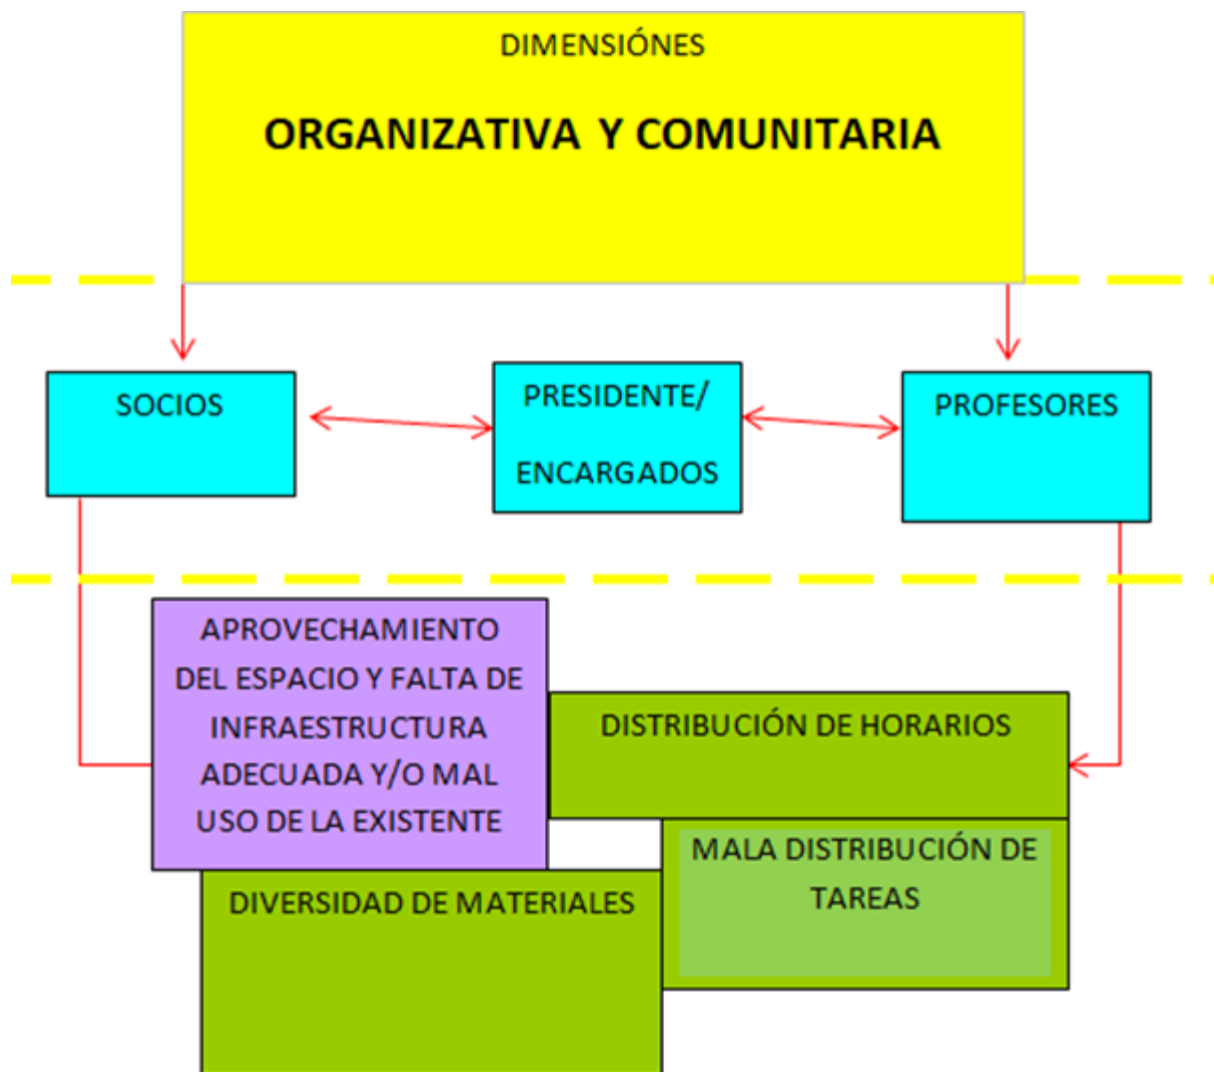 DIMENSIÓNES
ORGANIZATIVA Y COMUNITARIA
SOCIOS
PRESIDENTE/
ENCARGADOS
PROFESORES
APROVECHAMIENTO
DEL ESPACIO Y FALTA DE
INFRAESTRUCTURA
ADECUADA Y/O MAL
USO DE LA EXISTENTE
DISTRIBUCIÓN DE HORARIOS
MALA DISTRIBUCIÓN DE
TAREAS
DIVERSIDAD DE MATERIALES